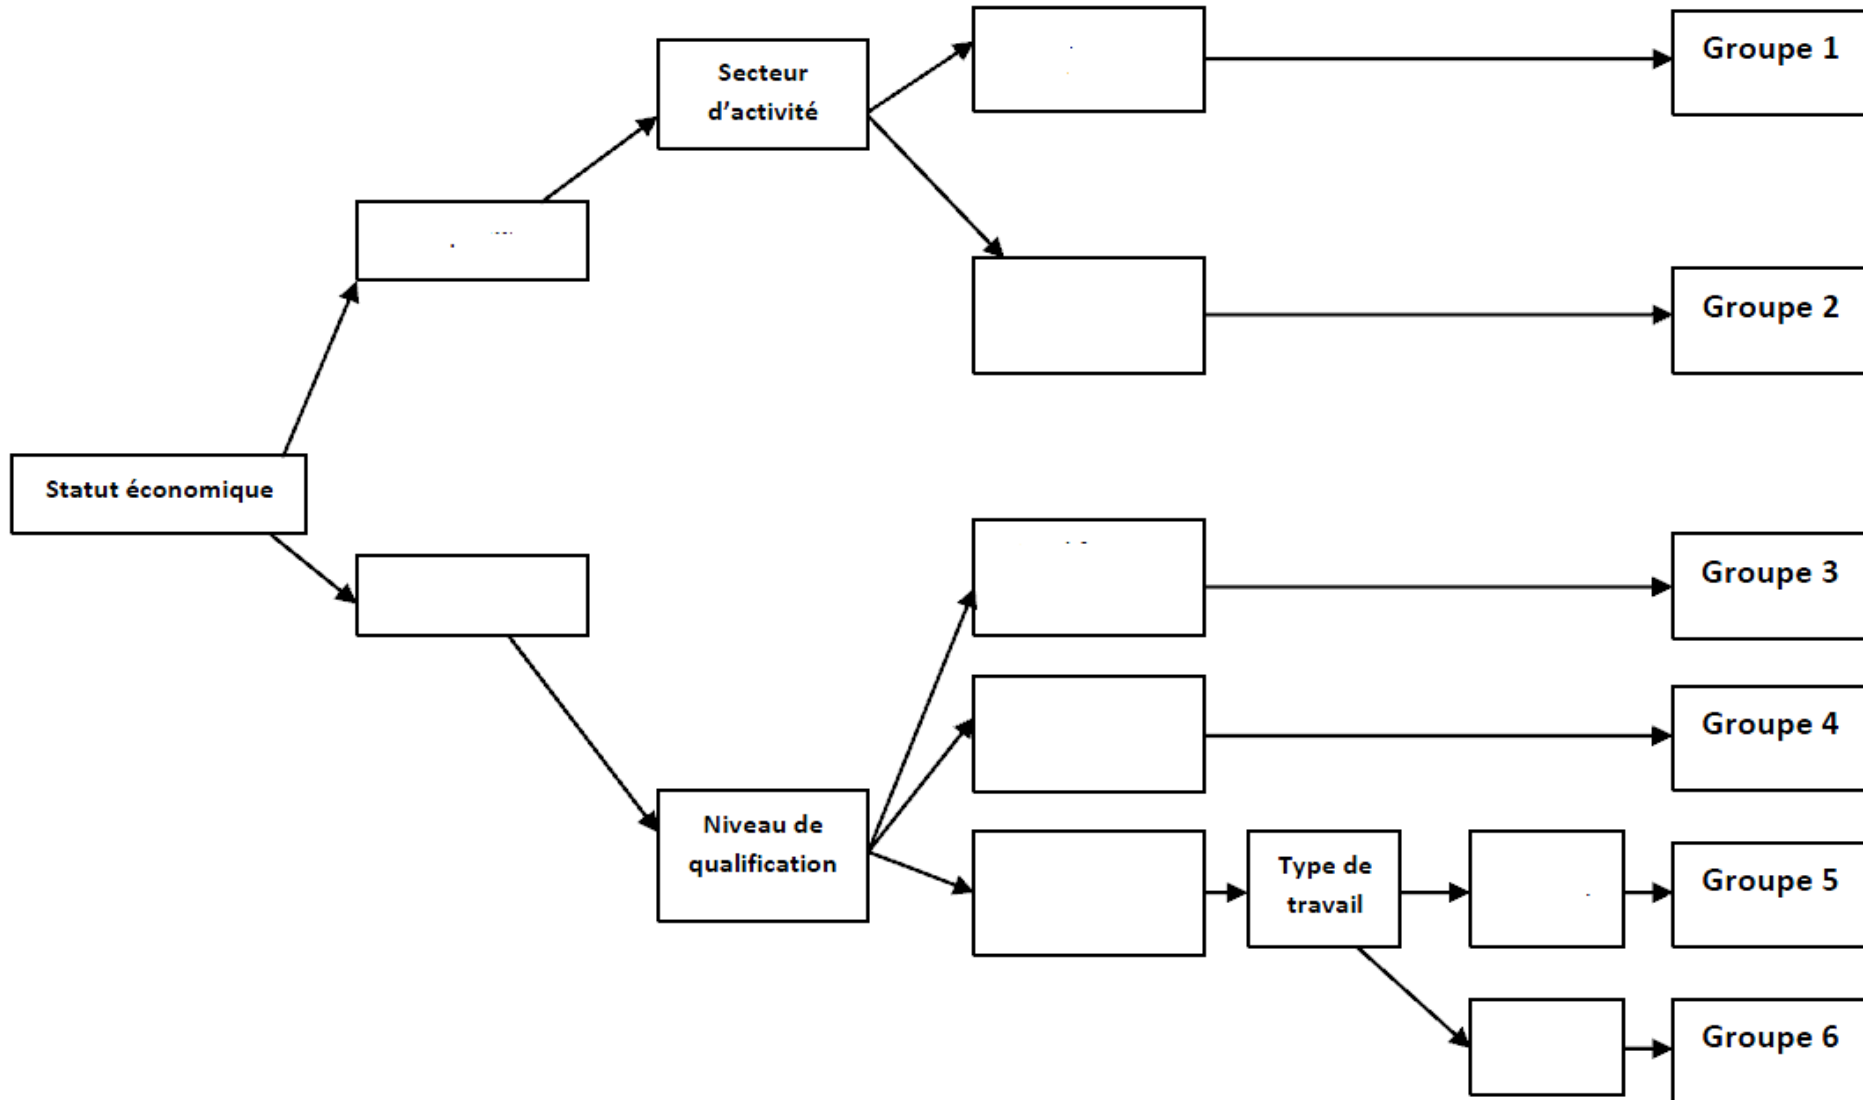 Groupe 1
Secteur
d’activité
Groupe 2
Statut économique
Groupe 3
Groupe 4
Niveau de
qualification
Type de
travail
Groupe 5
Groupe 6